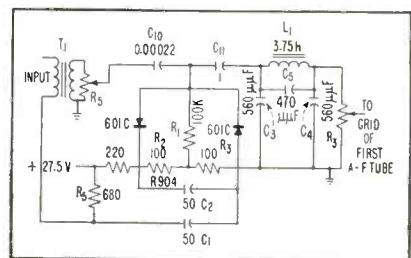 C10
0.00022
C11
1
L1
3.75h
T1
INPUT
R5
C5
470
μμF
560
μμF
560
μμF
C3
C4
R3
TO
GRID
OF
FIRST
A-F TUBE
601C
R1
100K
601C
R3
R2
220
100
100
R904
+ 27.5 V
R5
680
50 C2
50 C1